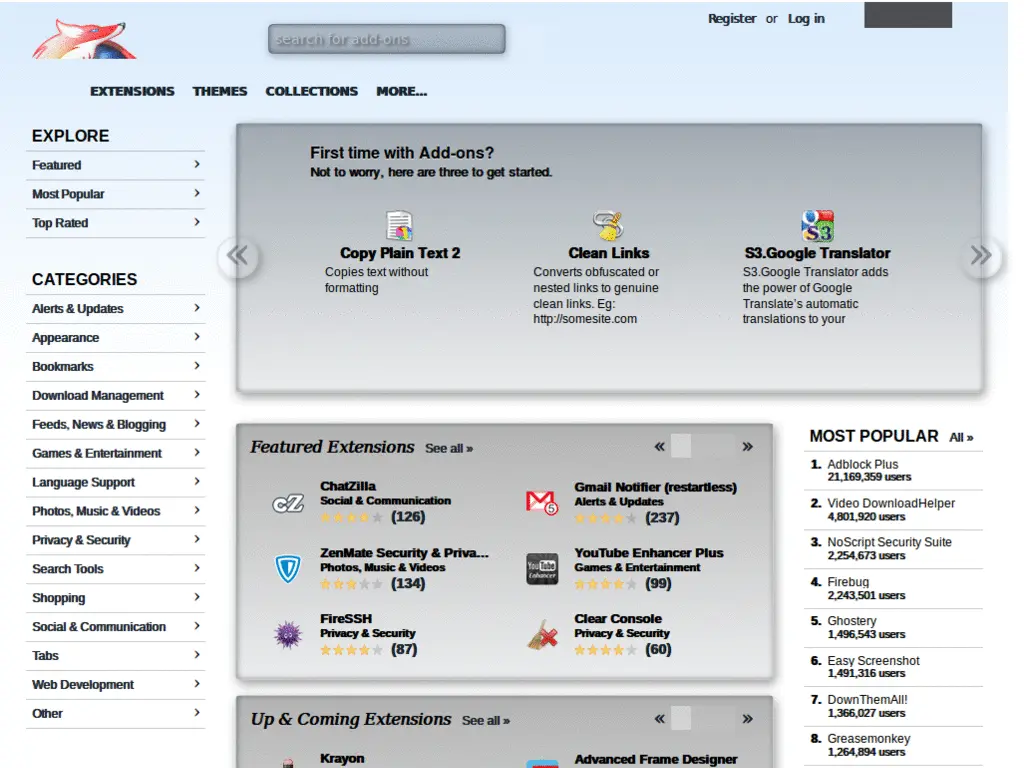 Register or Log in
search for add-ons
EXTENSIONS THEMES COLLECTIONS MORE...
EXPLORE
Featured
Most Popular
Top Rated
CATEGORIES
Alerts & Updates
Appearance
Bookmarks
Download Management
Feeds, News & Blogging
Games & Entertainment
Language Support
Photos, Music & Videos
Privacy & Security
Search Tools
Shopping
Social & Communication
Tabs
Web Development
Other
First time with Add-ons?
Not to worry, here are three to get started.
Copy Plain Text 2
Copies text without
formatting
Clean Links
Converts obfuscated or
nested links to genuine
clean links. Eg:
http://somesite.com
S3
S3.Google Translator
S3.Google Translator adds
the power of Google
Translate's automatic
translations to your
Featured Extensions See all »
cZ
ChatZilla
Social & Communication
(126)
5
Gmail Notifier (restartless)
Alerts & Updates
(237)
ZenMate Security & Priva...
Photos, Music & Videos
(134)
YouTube
Enhancer
YouTube Enhancer Plus
Games & Entertainment
(99)
FireSSH
Privacy & Security
(87)
Clear Console
Privacy & Security
(60)
Up & Coming Extensions See all »
Krayon
Advanced Frame Designer
MOST POPULAR All »
1. Adblock Plus
21,169,359 users
2. Video DownloadHelper
4,801,920 users
3. NoScript Security Suite
2,254,673 users
4. Firebug
2,243,501 users
5. Ghostery
1,496,543 users
6. Easy Screenshot
1,491,316 users
7. DownThemAll!
1,366,027 users
8. Greasemonkey
1,264,894 users